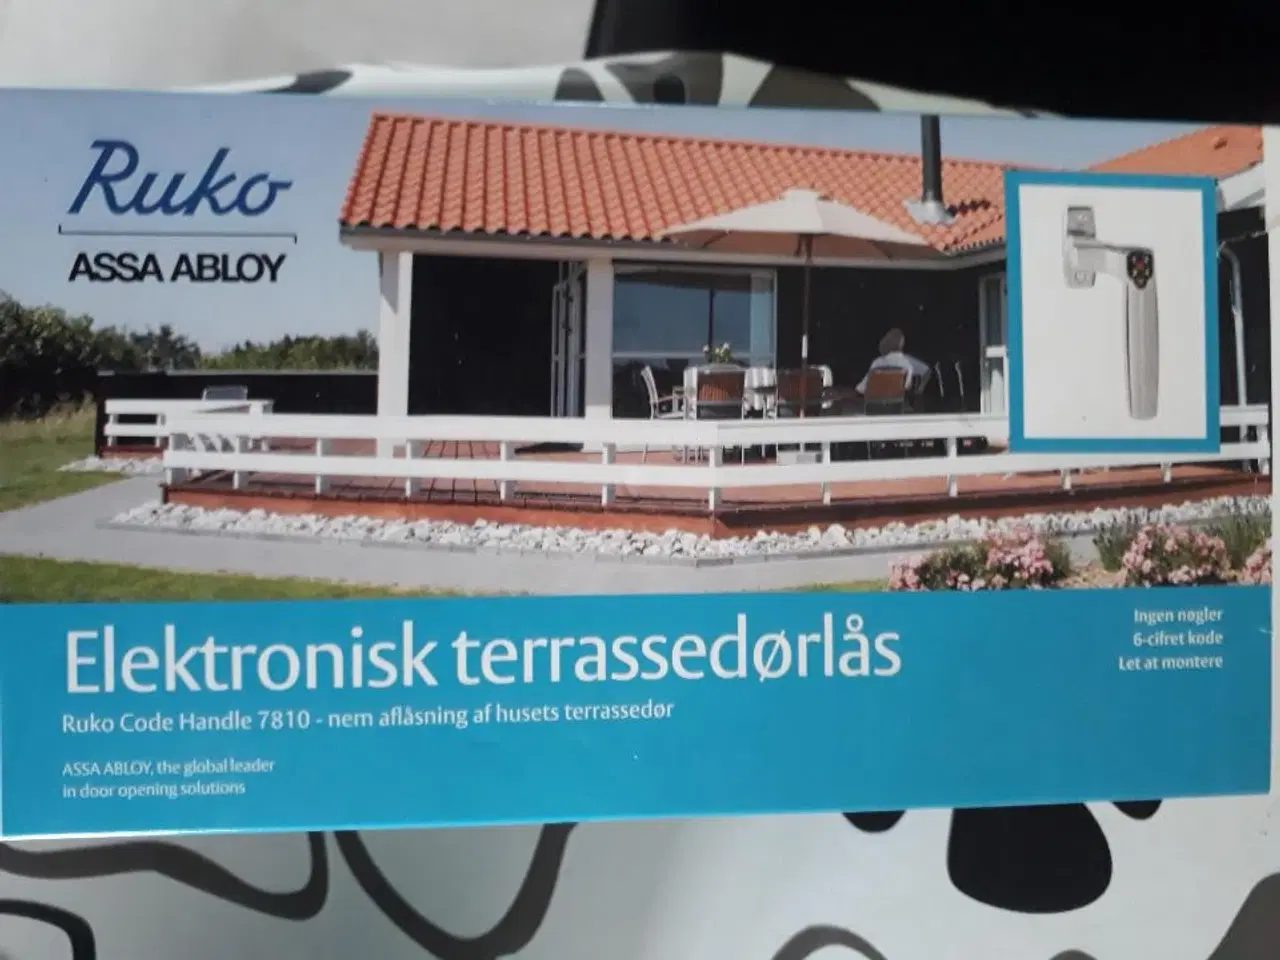 Ruko
ASSA ABLOY
Elektronisk terrassedørlås
Ruko Code Handle 7810 - nem aflåsning af husets terrassedør
ASSA ABLOY, the global leader
in door opening solutions
Ingen nøgler
6-cifret kode
Let at montere